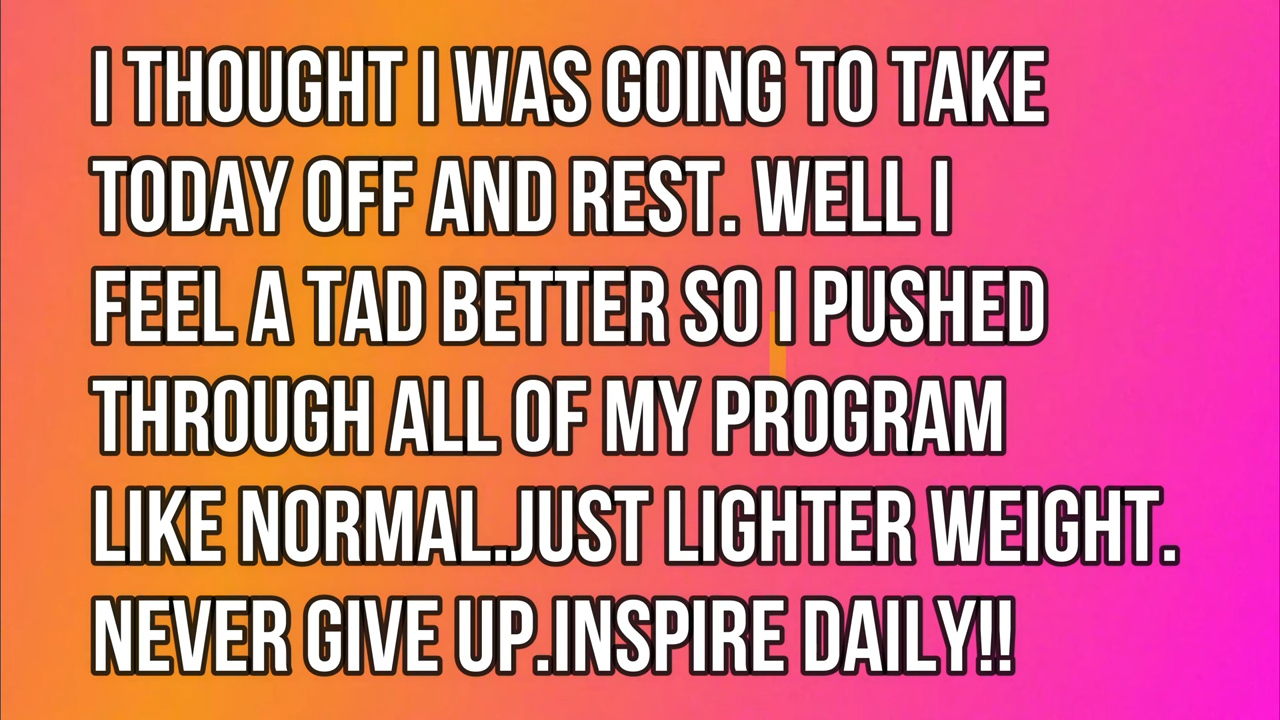 I THOUGHT I WAS GOING TO TAKE
TODAY OFF AND REST. WELL I
FEEL A TAD BETTER SO I PUSHED
THROUGH ALL OF MY PROGRAM
LIKE NORMAL.JUST LIGHTER WEIGHT.
NEVER GIVE UP.INSPIRE DAILY!!